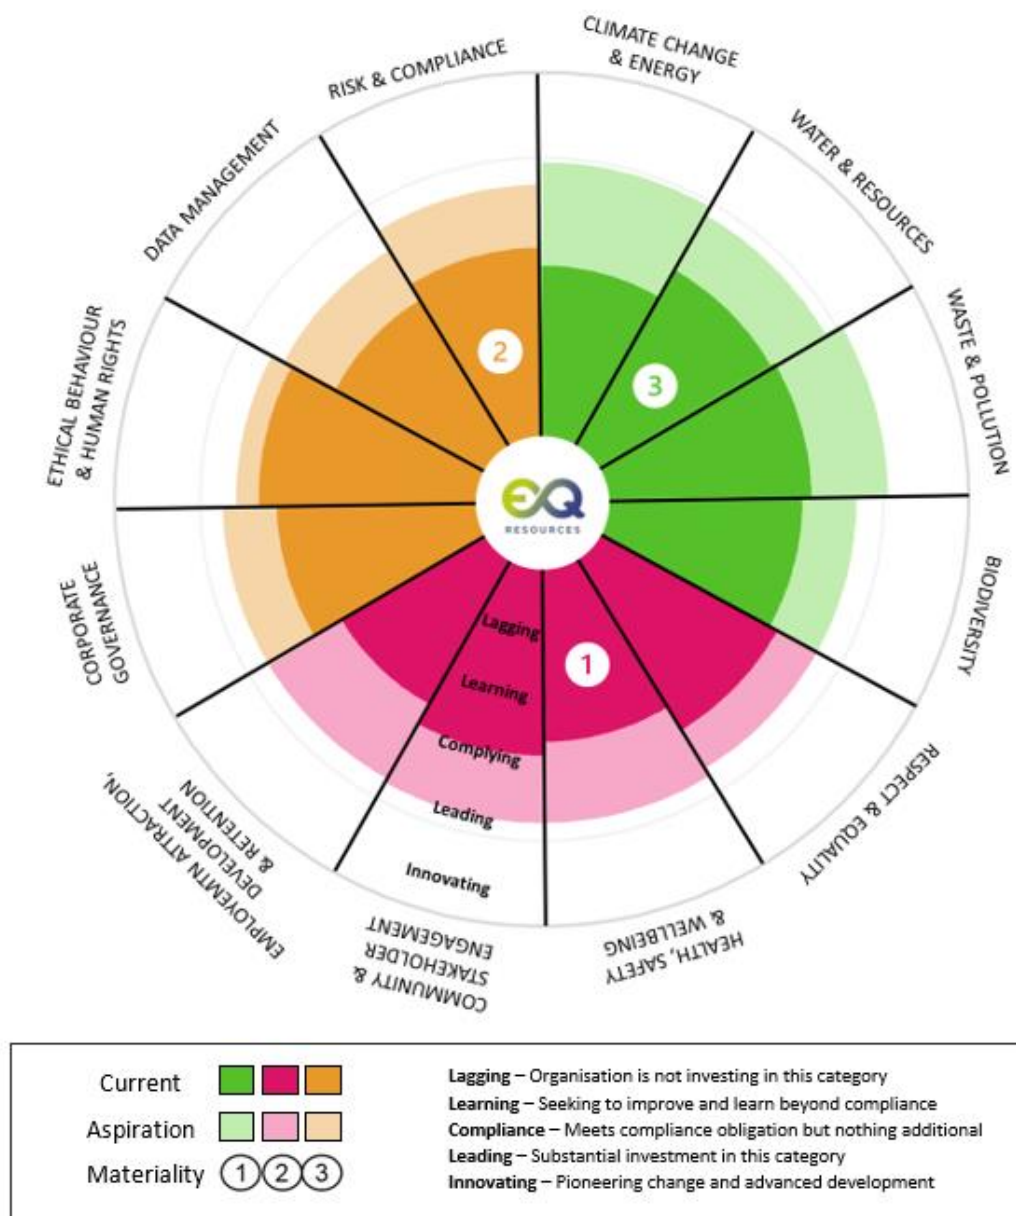 CLIMATE CHANGE
& ENERGY
WATER & RESOURCES
WASTE & POLLUTION
BIODIVERSITY
RESPECT & EQUALITY
HEALTH, SAFETY
& WELLBEING
COMMUNITY &
STAKEHOLDER
ENGAGEMENT
EMPLOYEMTN ATTRACTION,
DEVELOPMENT
& RETENTION
CORPORATE
GOVERNANCE
ETHICAL BEHAVIOUR
& HUMAN RIGHTS
DATA MANAGEMENT
RISK & COMPLIANCE
2
3
EQ
RESOURCES
1
Lagging
Learning
Complying
Leading
Innovating
Current
Aspiration
Materiality 1 2 3
Lagging – Organisation is not investing in this category
Learning – Seeking to improve and learn beyond compliance
Compliance – Meets compliance obligation but nothing additional
Leading – Substantial investment in this category
Innovating – Pioneering change and advanced development